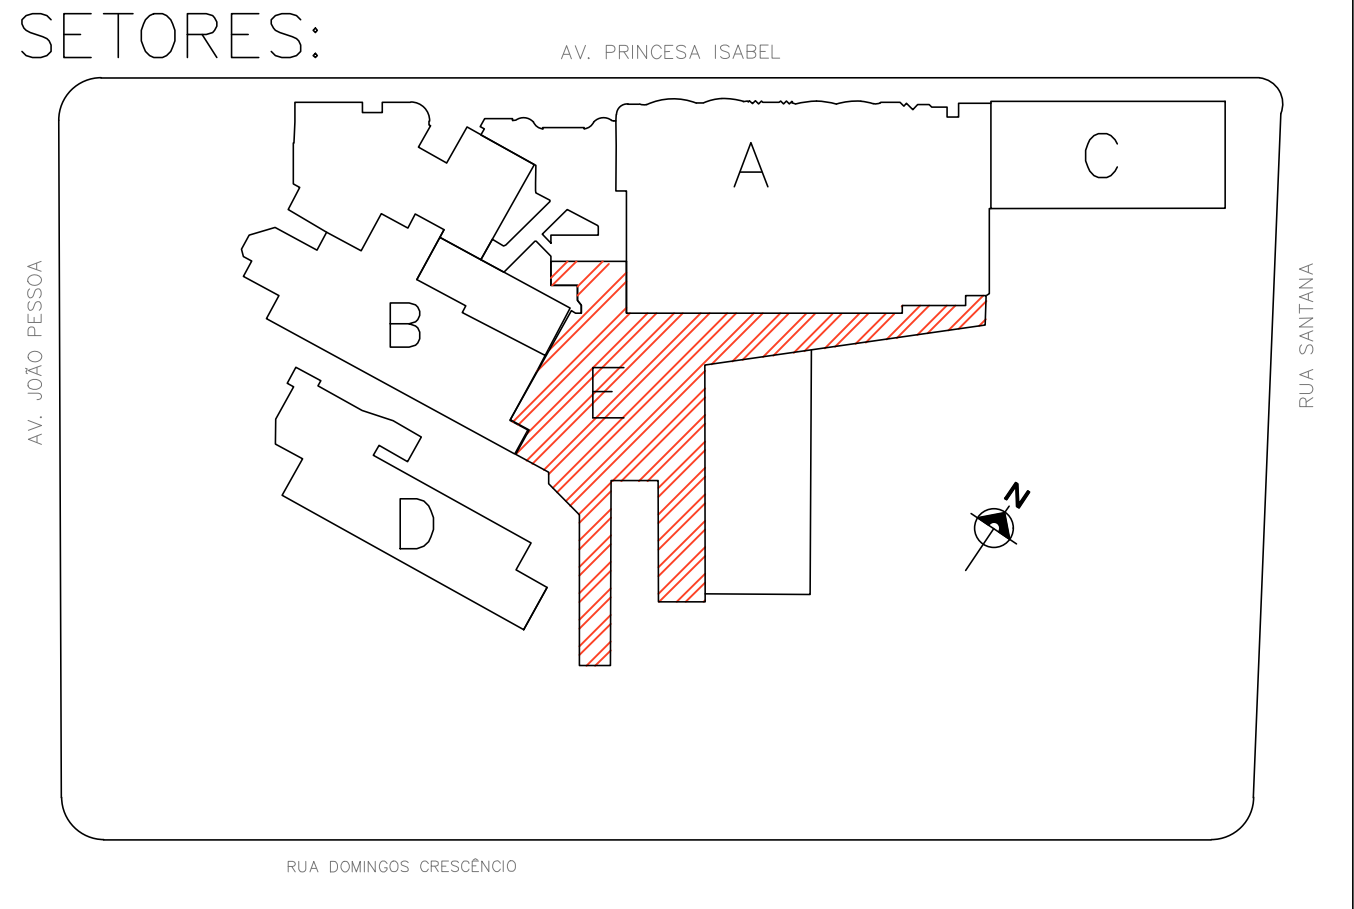 SETORES:
AV. PRINCESA ISABEL
A
C
AV. JOÃO PESSOA
B
RUA SANTANA
E
D
N
RUA DOMINGOS CRESCÊNCIO